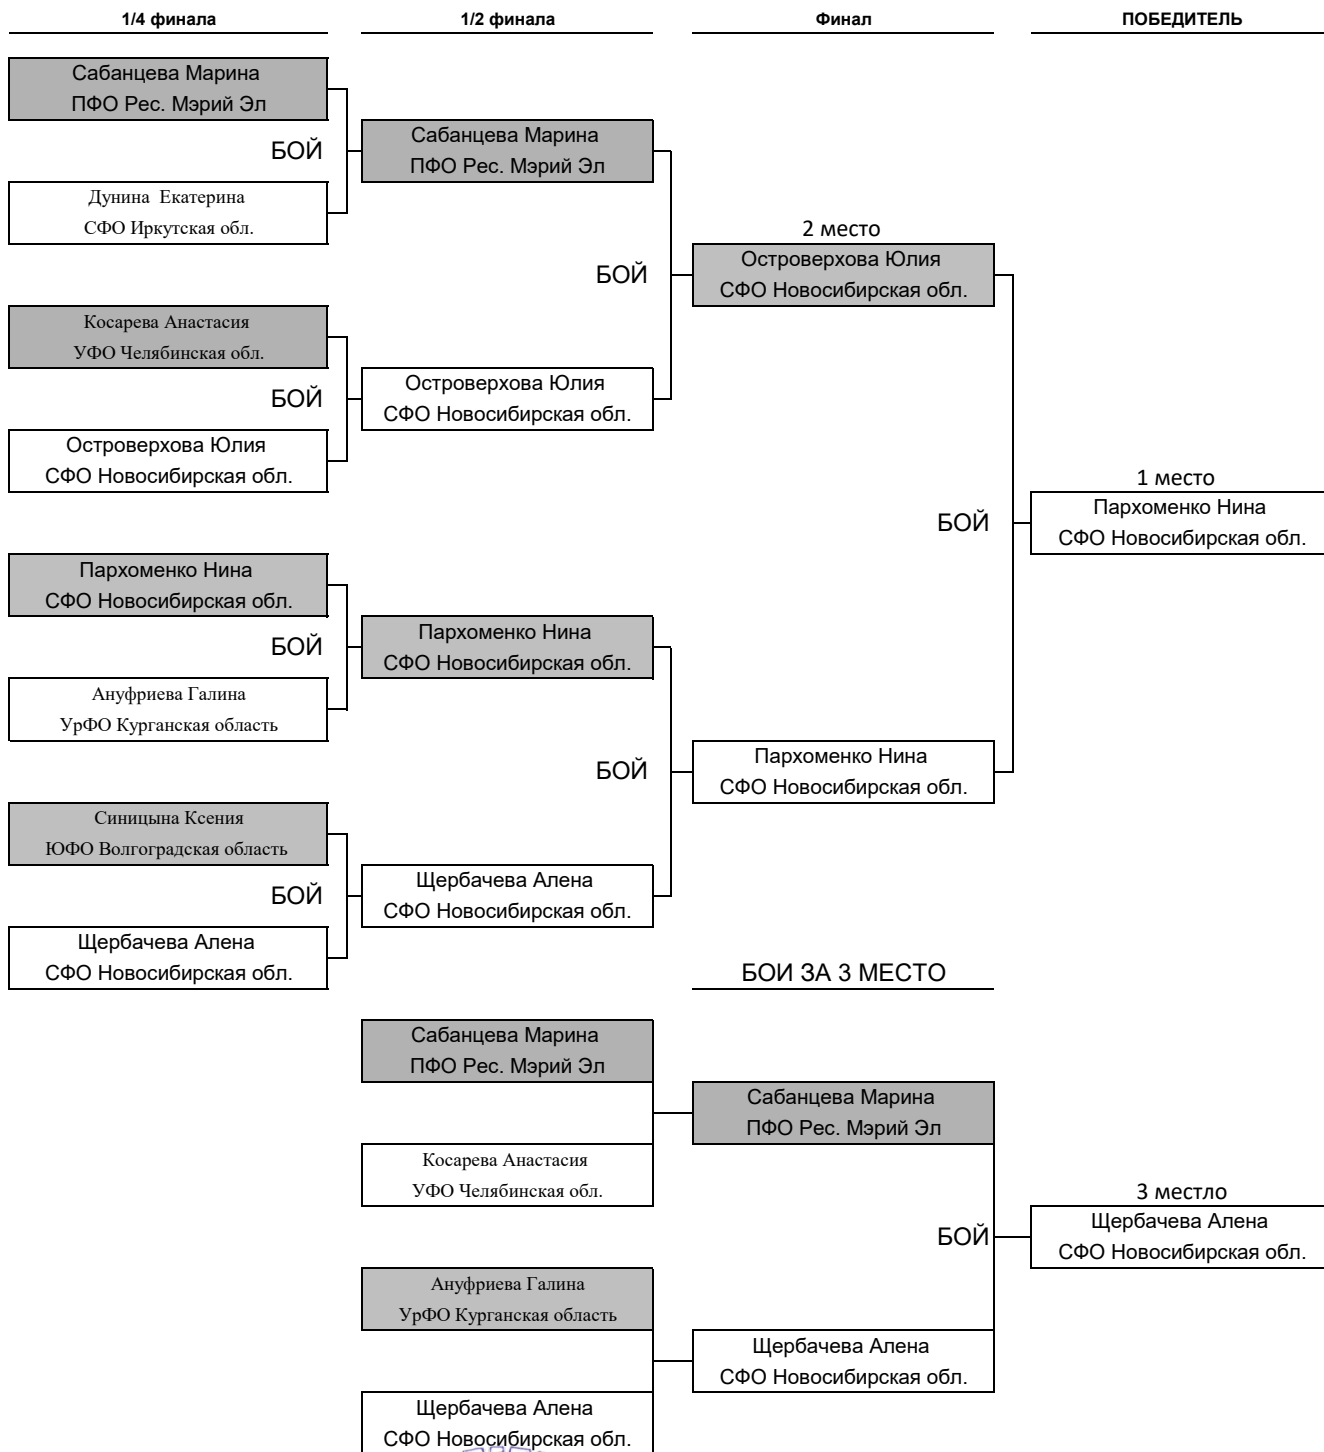 1/4 финала
1/2 финала
Финал
ПОБЕДИТЕЛЬ
Сабанцева Марина
ПФО Рес. Мэрий Эл
БОЙ
Дунина Екатерина
СФО Иркутская обл.
Косарева Анастасия
УФО Челябинская обл.
БОЙ
Островерхова Юлия
СФО Новосибирская обл.
Пархоменко Нина
СФО Новосибирская обл.
БОЙ
Ануфриева Галина
УрФО Курганская область
Синицына Ксения
ЮФО Волгоградская область
БОЙ
Щербачева Алена
СФО Новосибирская обл.
Сабанцева Марина
ПФО Рес. Мэрий Эл
БОЙ
Островерхова Юлия
СФО Новосибирская обл.
Пархоменко Нина
СФО Новосибирская обл.
БОЙ
Щербачева Алена
СФО Новосибирская обл.
2 место
Островерхова Юлия
СФО Новосибирская обл.
БОЙ
Пархоменко Нина
СФО Новосибирская обл.
1 место
Пархоменко Нина
СФО Новосибирская обл.
БОИ ЗА 3 МЕСТО
Сабанцева Марина
ПФО Рес. Мэрий Эл
Косарева Анастасия
УФО Челябинская обл.
Ануфриева Галина
УрФО Курганская область
Щербачева Алена
СФО Новосибирская обл.
Сабанцева Марина
ПФО Рес. Мэрий Эл
БОЙ
Щербачева Алена
СФО Новосибирская обл.
3 местло
Щербачева Алена
СФО Новосибирская обл.